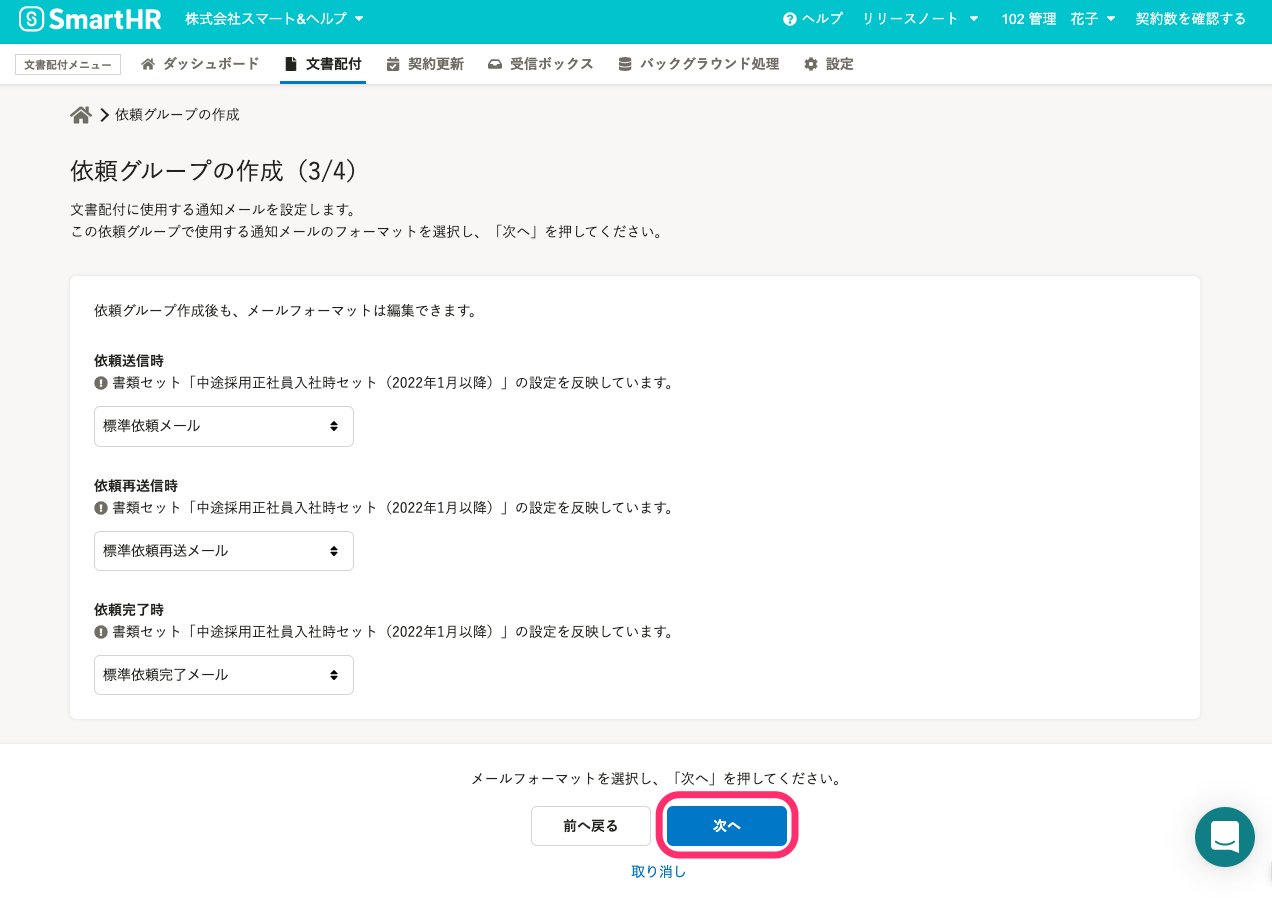 SmartHR 株式会社スマート&ヘルプ ヘルプ リリースノート 102 管理 花子 契約数を確認する
文書配付メニュー ダッシュボード 文書配付 契約更新 受信ボックス バックグラウンド処理 設定
依頼グループの作成
依頼グループの作成（3/4）
文書配付に使用する通知メールを設定します。
この依頼グループで使用する通知メールのフォーマットを選択し、「次へ」を押してください。
依頼グループ作成後も、メールフォーマットは編集できます。
依頼送信時
書類セット「中途採用正社員入社時セット（2022年1月以降）」の設定を反映しています。
標準依頼メール
依頼再送信時
書類セット「中途採用正社員入社時セット（2022年1月以降）」の設定を反映しています。
標準依頼再送メール
依頼完了時
書類セット「中途採用正社員入社時セット（2022年1月以降）」の設定を反映しています。
標準依頼完了メール
メールフォーマットを選択し、「次へ」を押してください。
前へ戻る 次へ
取り消し